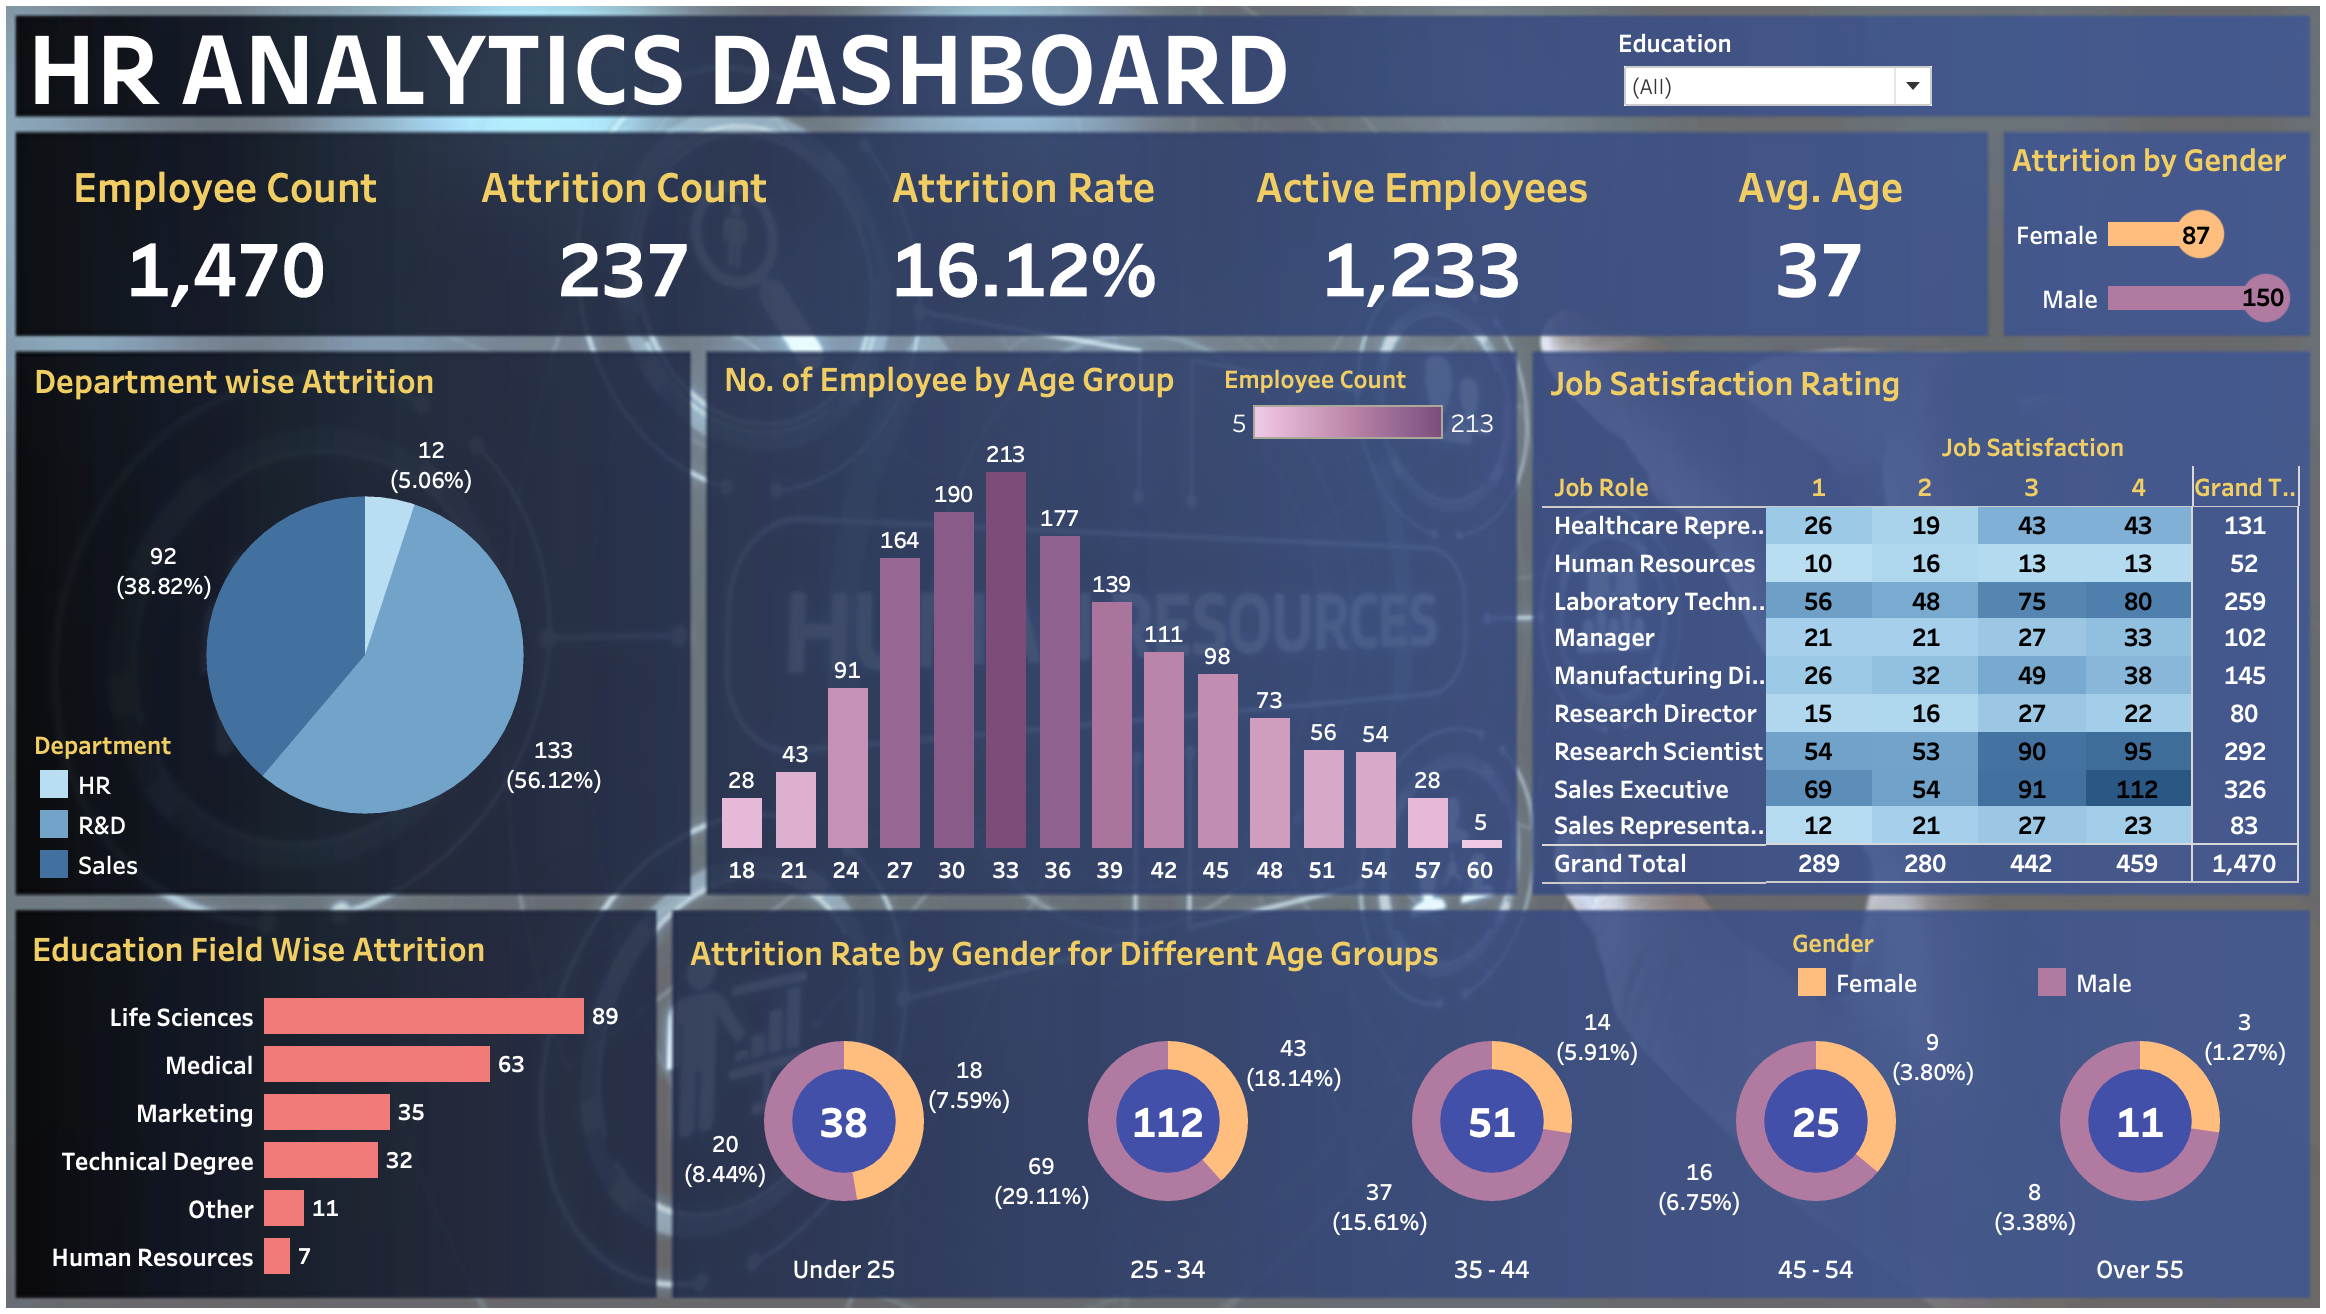 HR ANALYTICS DASHBOARD
Education
(All)
Employee Count
1,470
Attrition Count
237
Attrition Rate
16.12%
Active Employees
1,233
Avg. Age
37
Attrition by Gender
Female 87
Male 150
Department wise Attrition
12
(5.06%)
92
(38.82%)
133
(56.12%)
Department
HR
R&D
Sales
No. of Employee by Age Group
Employee Count
5 213
28 43 91 164 190 213 177 139 111 98 73 56 54 28 5
18 21 24 27 30 33 36 39 42 45 48 51 54 57 60
HUMAN RESOURCES
Job Satisfaction Rating
Job Satisfaction
Job Role 1 2 3 4 Grand T..
Healthcare Repre.. 26 19 43 43 131
Human Resources 10 16 13 13 52
Laboratory Techn.. 56 48 75 80 259
Manager 21 21 27 33 102
Manufacturing Di.. 26 32 49 38 145
Research Director 15 16 27 22 80
Research Scientist 54 53 90 95 292
Sales Executive 69 54 91 112 326
Sales Representa.. 12 21 27 23 83
Grand Total 289 280 442 459 1,470
Education Field Wise Attrition
Life Sciences 89
Medical 63
Marketing 35
Technical Degree 32
Other 11
Human Resources 7
Attrition Rate by Gender for Different Age Groups
Gender
Female Male
38
18
(7.59%)
20
(8.44%)
Under 25
112
43
(18.14%)
69
(29.11%)
25 - 34
51
14
(5.91%)
37
(15.61%)
35 - 44
25
9
(3.80%)
16
(6.75%)
45 - 54
11
3
(1.27%)
8
(3.38%)
Over 55